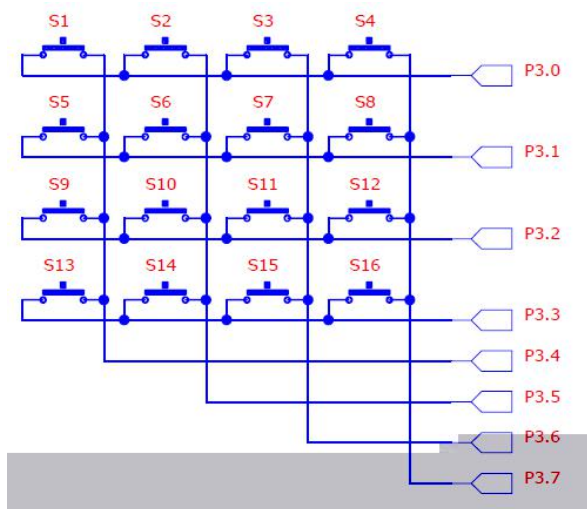 S1 S2 S3 S4
P3.0
S5 S6 S7 S8
P3.1
S9 S10 S11 S12
P3.2
S13 S14 S15 S16
P3.3
P3.4
P3.5
P3.6
P3.7